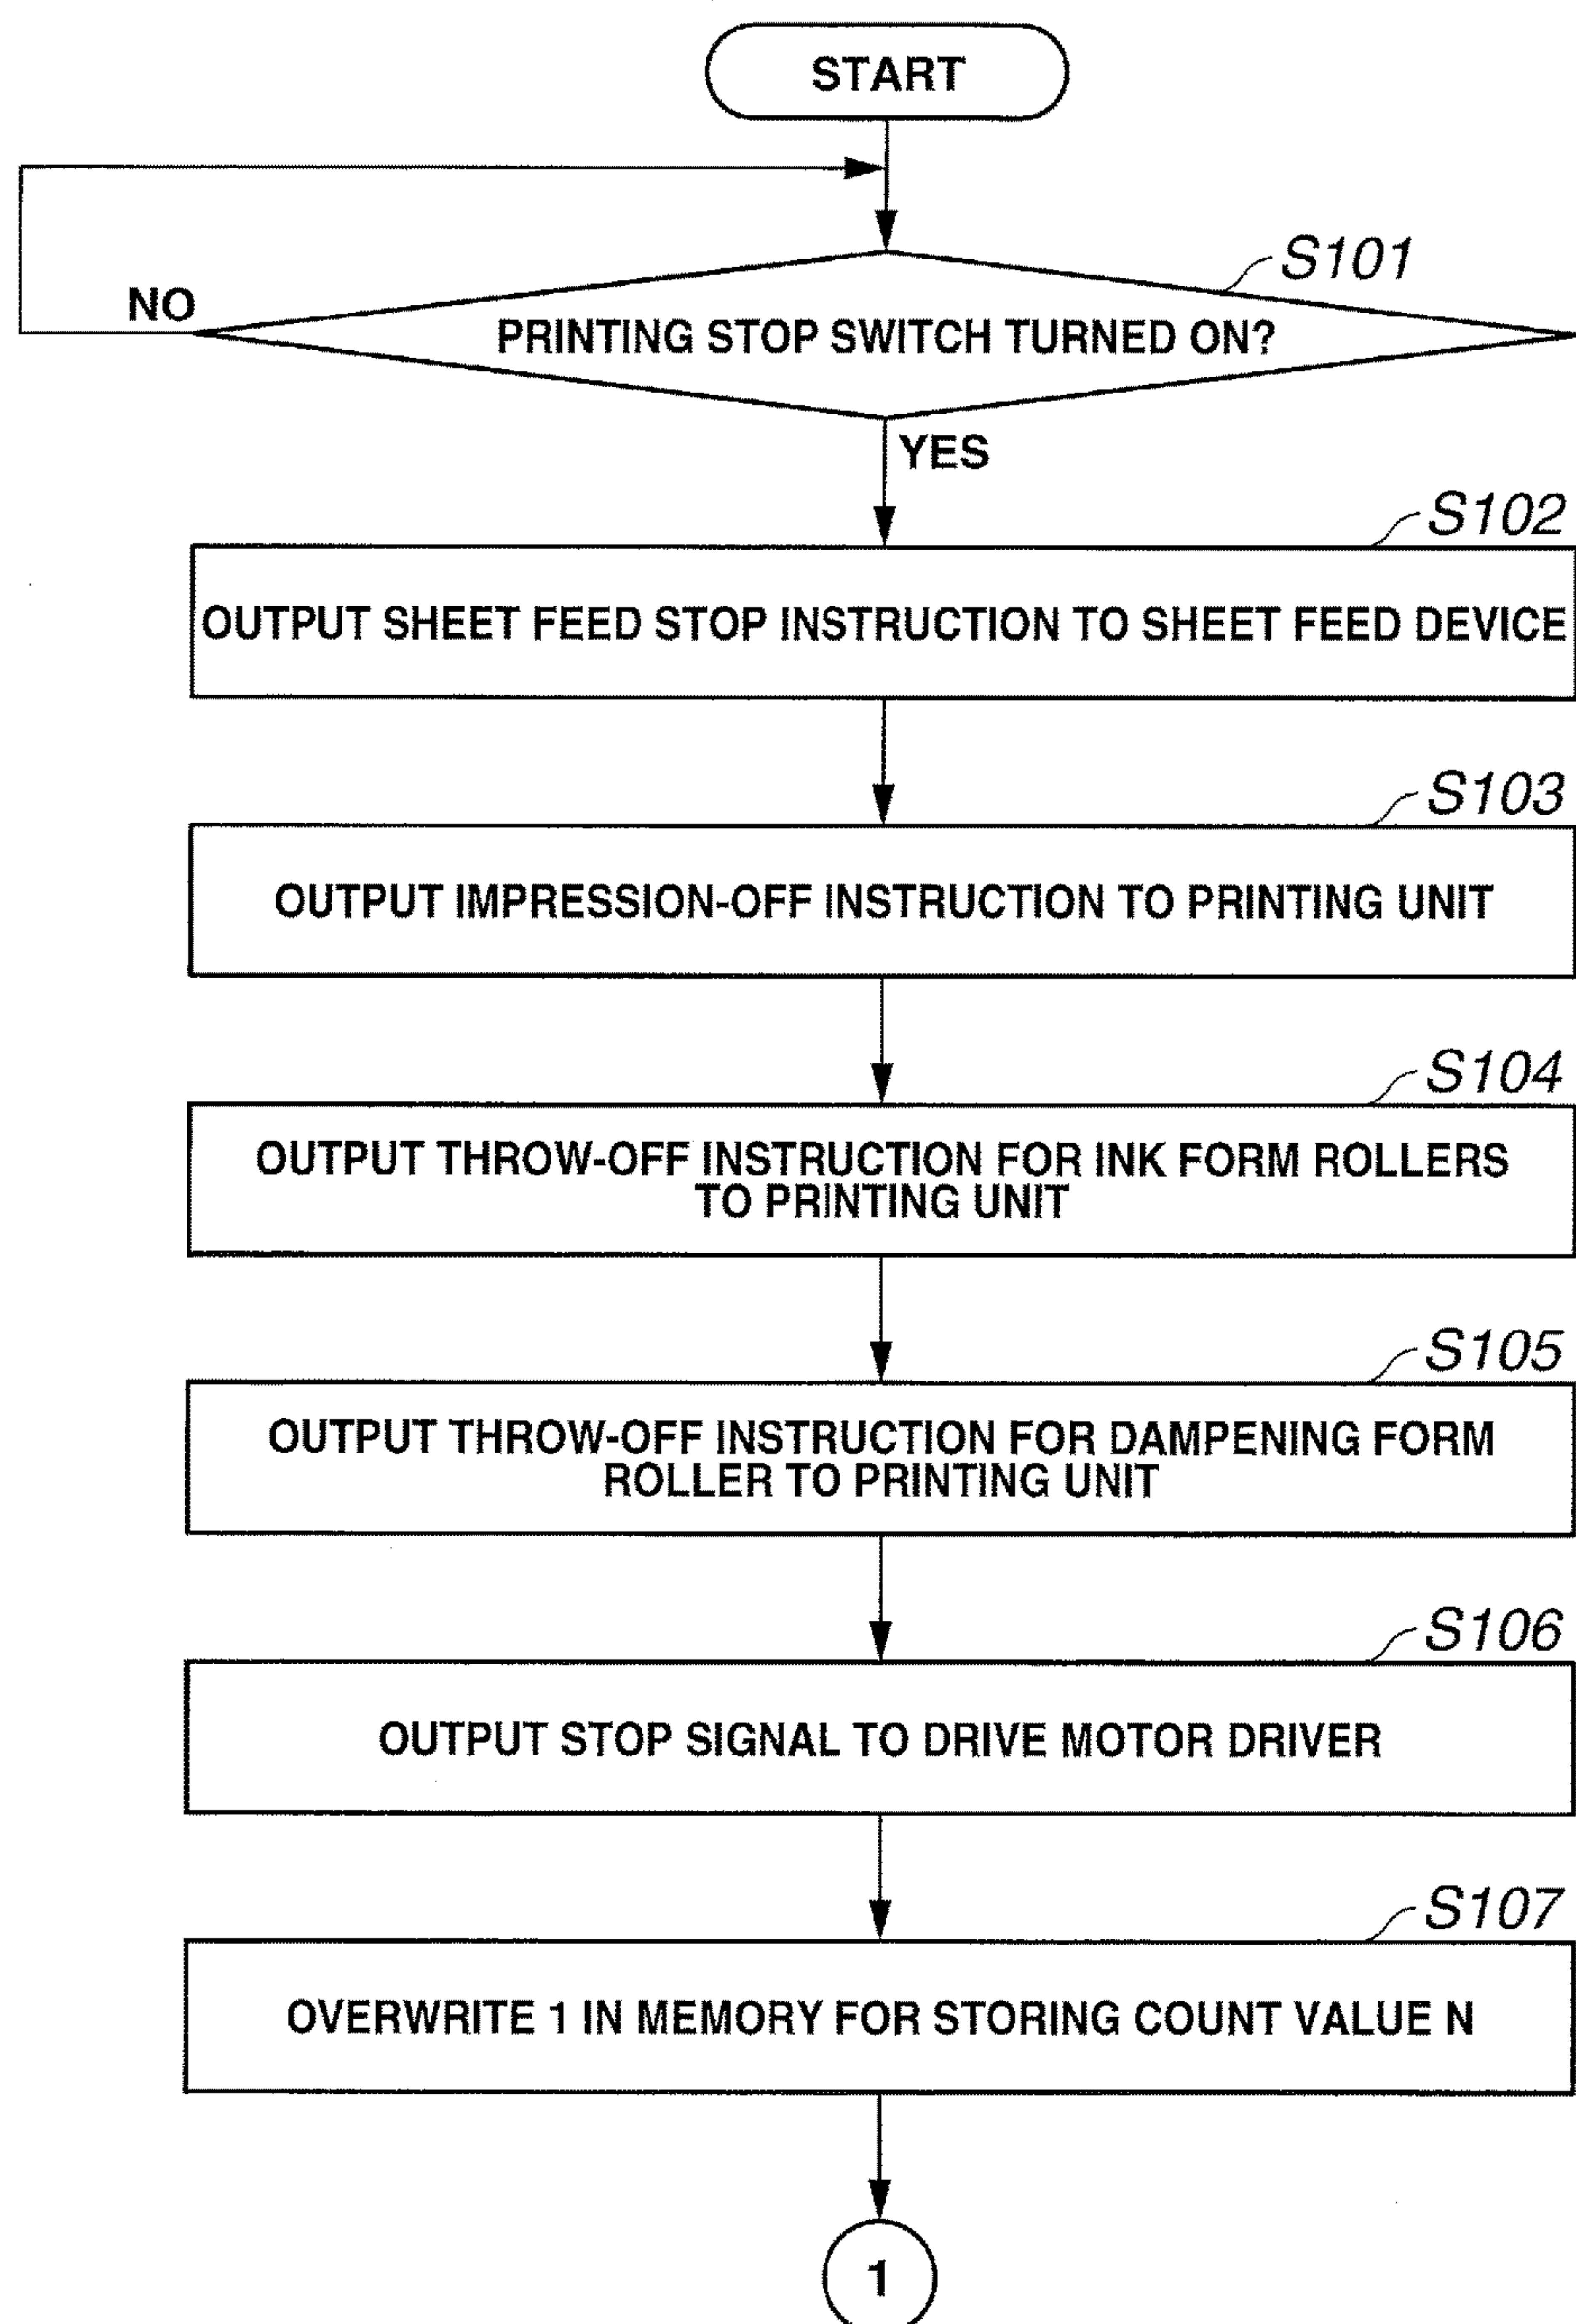 START
S101
NO
PRINTING STOP SWITCH TURNED ON?
YES
S102
OUTPUT SHEET FEED STOP INSTRUCTION TO SHEET FEED DEVICE
S103
OUTPUT IMPRESSION-OFF INSTRUCTION TO PRINTING UNIT
S104
OUTPUT THROW-OFF INSTRUCTION FOR INK FORM ROLLERS
TO PRINTING UNIT
S105
OUTPUT THROW-OFF INSTRUCTION FOR DAMPENING FORM
ROLLER TO PRINTING UNIT
S106
OUTPUT STOP SIGNAL TO DRIVE MOTOR DRIVER
S107
OVERWRITE 1 IN MEMORY FOR STORING COUNT VALUE N
1